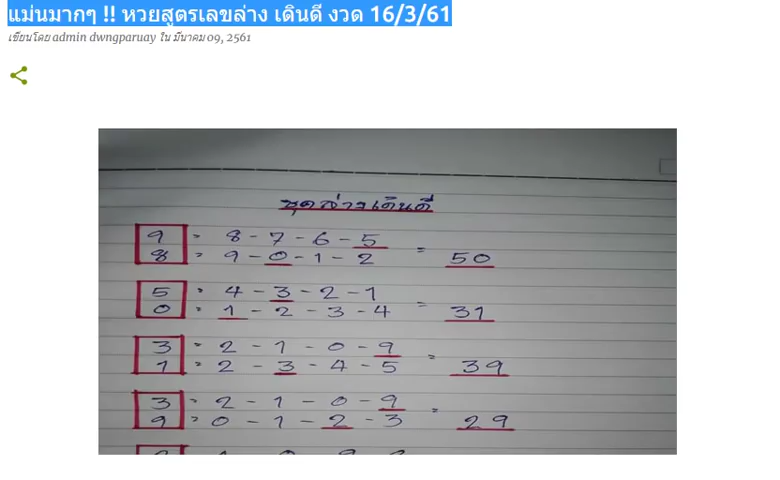 แม่นมากๆ !! หวยสูตรเลขล่าง เดินดี งวด 16/3/61
เขียนโดย admin dwngparuay ใน มีนาคม 09, 2561
ชุดล่างเดินดี
9 = 8 - 7 - 6 - 5
8 = 9 - 0 - 1 - 2 = 50
5 = 4 - 3 - 2 - 1
0 = 1 - 2 - 3 - 4 = 31
3 = 2 - 1 - 0 - 9
1 = 2 - 3 - 4 - 5 = 39
3 = 2 - 1 - 0 - 9
9 = 0 - 1 - 2 - 3 = 29